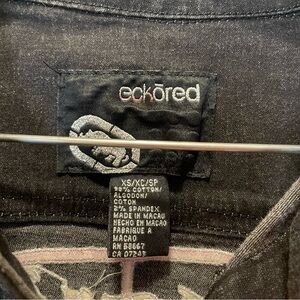 eckōred
XS/XC/SP
98% COTTON/
ALGODON/
COTON
2% SPANDEX
MADE IN MACAU
HECHO EN MACAO
FABRIQUE A
MACAO
RN 88667
CA 07243